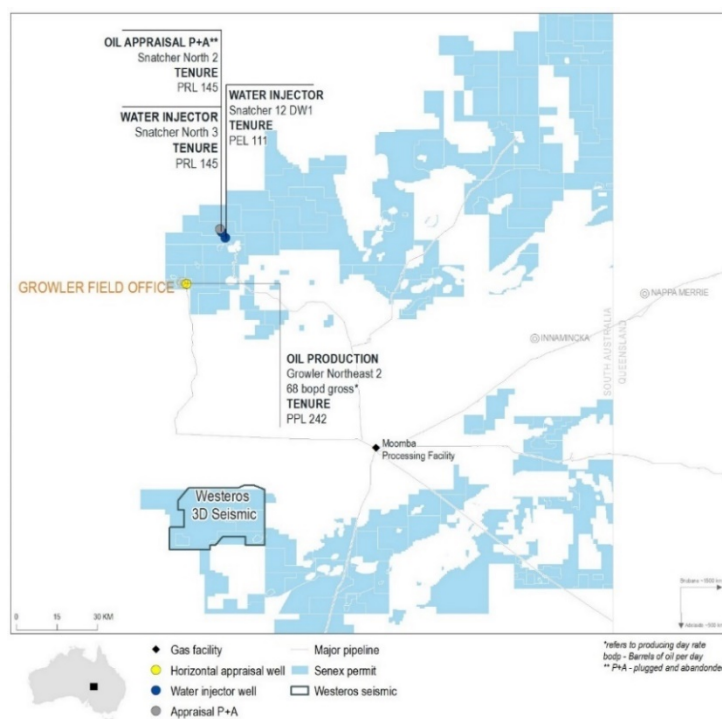 OIL APPRAISAL P+A**
Snatcher North 2
TENURE
PRL 145
WATER INJECTOR
Snatcher 12 DW1
TENURE
PEL 111
WATER INJECTOR
Snatcher North 3
TENURE
PRL 145
GROWLER FIELD OFFICE
NAPPA MERRIE
INNAMINCKA
SOUTH AUSTRALIA
QUEENSLAND
OIL PRODUCTION
Growler Northeast 2
68 bopd gross*
TENURE
PPL 242
Moomba
Processing Facility
Westeros
3D Seismic
Brisbane
Adelaide
0 15 30 KM
Gas facility
Horizontal appraisal well
Water injector well
Appraisal P+A
Major pipeline
Senex permit
Westeros seismic
*refers to producing day rate
bodp - Barrels of oil per day
** P+A - plugged and abandoned